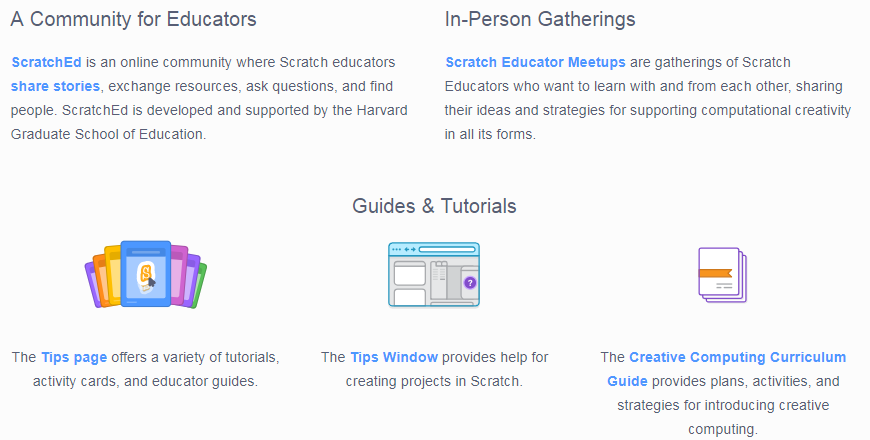 A Community for Educators
ScratchEd is an online community where Scratch educators
share stories, exchange resources, ask questions, and find
people. ScratchEd is developed and supported by the Harvard
Graduate School of Education.
In-Person Gatherings
Scratch Educator Meetups are gatherings of Scratch
Educators who want to learn with and from each other, sharing
their ideas and strategies for supporting computational creativity
in all its forms.
Guides & Tutorials
S
?
The Tips page offers a variety of tutorials,
activity cards, and educator guides.
The Tips Window provides help for
creating projects in Scratch.
The Creative Computing Curriculum
Guide provides plans, activities, and
strategies for introducing creative
computing.